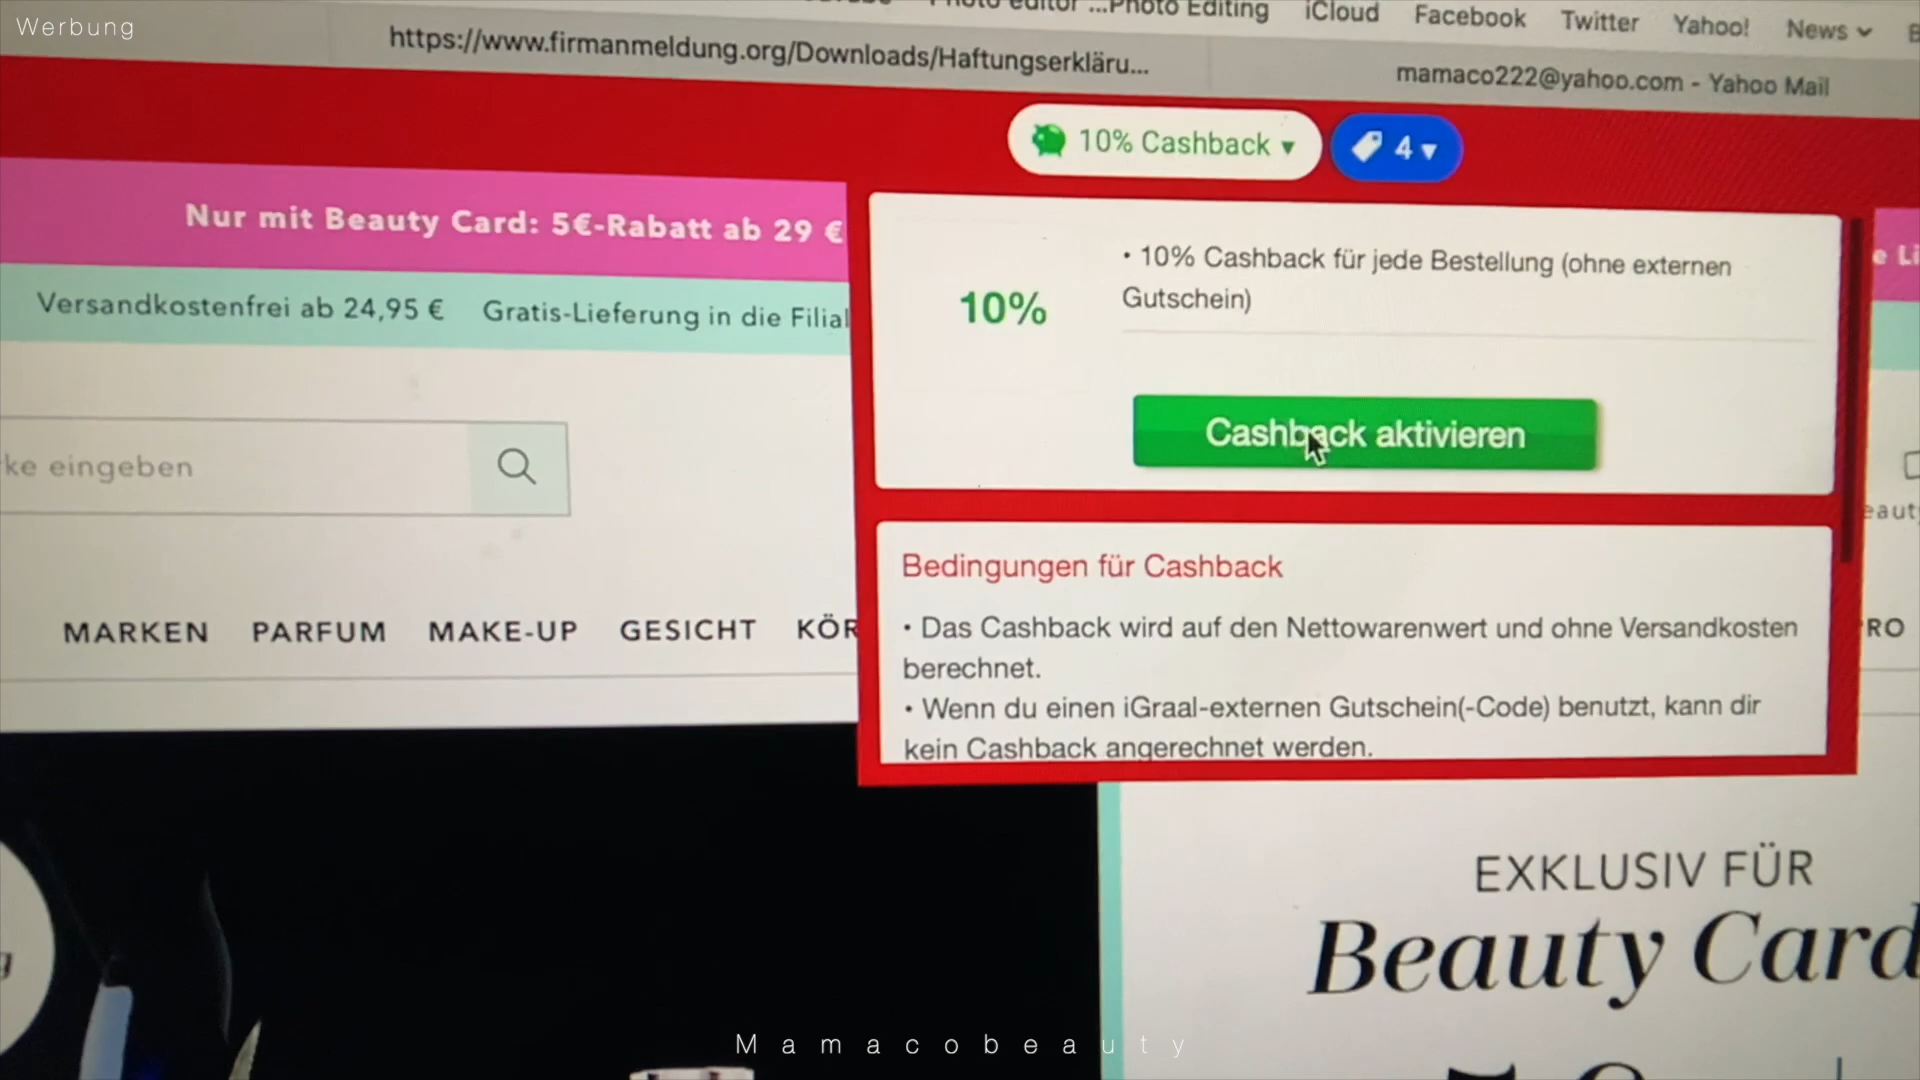 Werbung
Photo editor ...Photo Editing
iCloud
Facebook
Twitter
Yahoo!
News
https://www.firmanmeldung.org/Downloads/Haftungserkläru...
mamaco222@yahoo.com - Yahoo Mail
10% Cashback
4
Nur mit Beauty Card: 5€-Rabatt ab 29 €
Versandkostenfrei ab 24,95 €
Gratis-Lieferung in die Filial
10%
• 10% Cashback für jede Bestellung (ohne externen
Gutschein)
Cashback aktivieren
ke eingeben
Bedingungen für Cashback
• Das Cashback wird auf den Nettowarenwert und ohne Versandkosten
berechnet.
• Wenn du einen iGraal-externen Gutschein(-Code) benutzt, kann dir
kein Cashback angerechnet werden.
MARKEN
PARFUM
MAKE-UP
GESICHT
KÖR
RO
EXKLUSIV FÜR
Beauty Card
Mamacobeauty